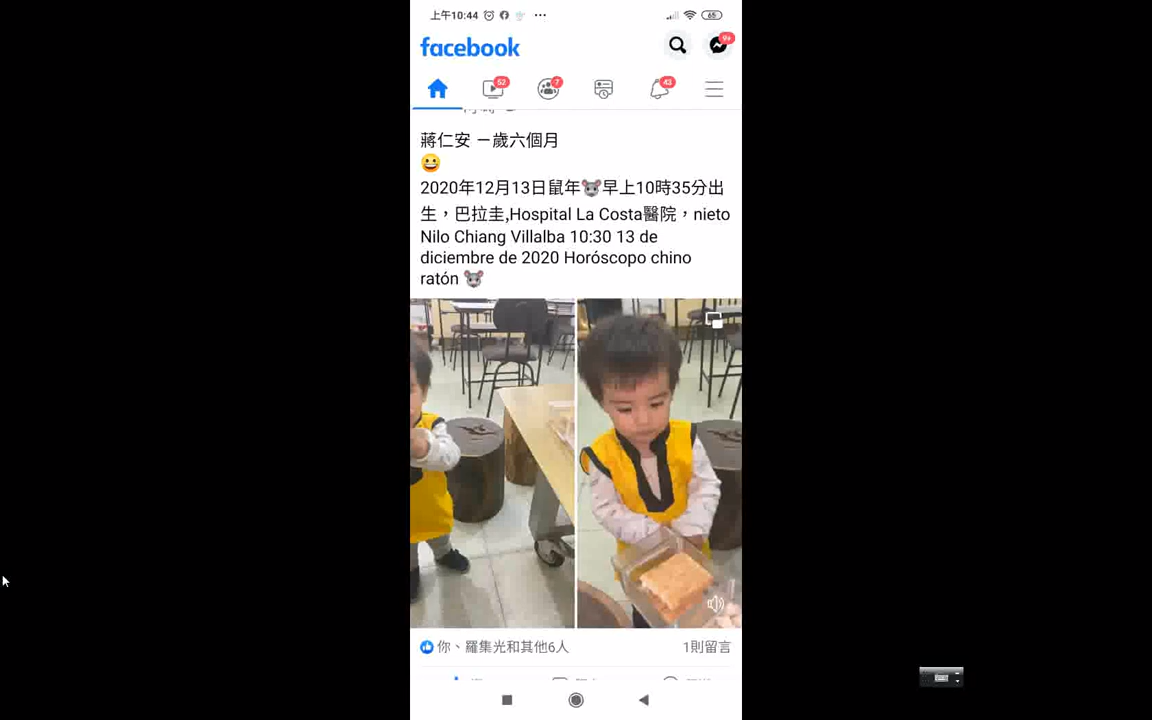 上午10:44
65
facebook
9+
52
7
43
蔣仁安 一歲六個月
😀
2020年12月13日鼠年🐭早上10時35分出
生，巴拉圭,Hospital La Costa醫院，nieto
Nilo Chiang Villalba 10:30 13 de
diciembre de 2020 Horóscopo chino
ratón 🐭
你、羅集光和其他6人
1則留言